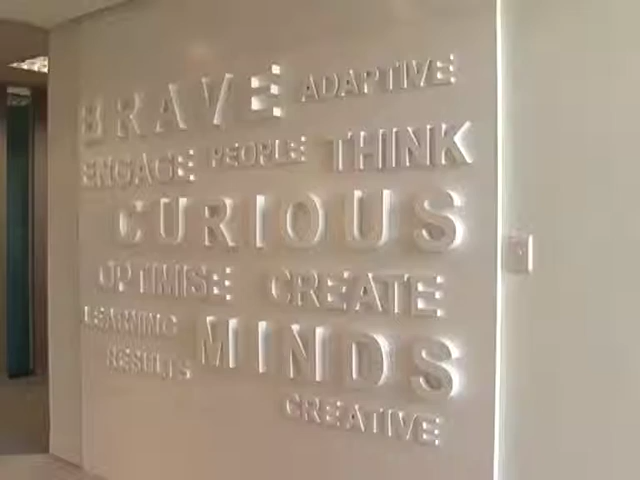 BRAVE ADAPTIVE
ENGAGE PEOPLE THINK
CURIOUS
OPTIMISE CREATE
LEARNING MINDS
RESULTS
CREATIVE